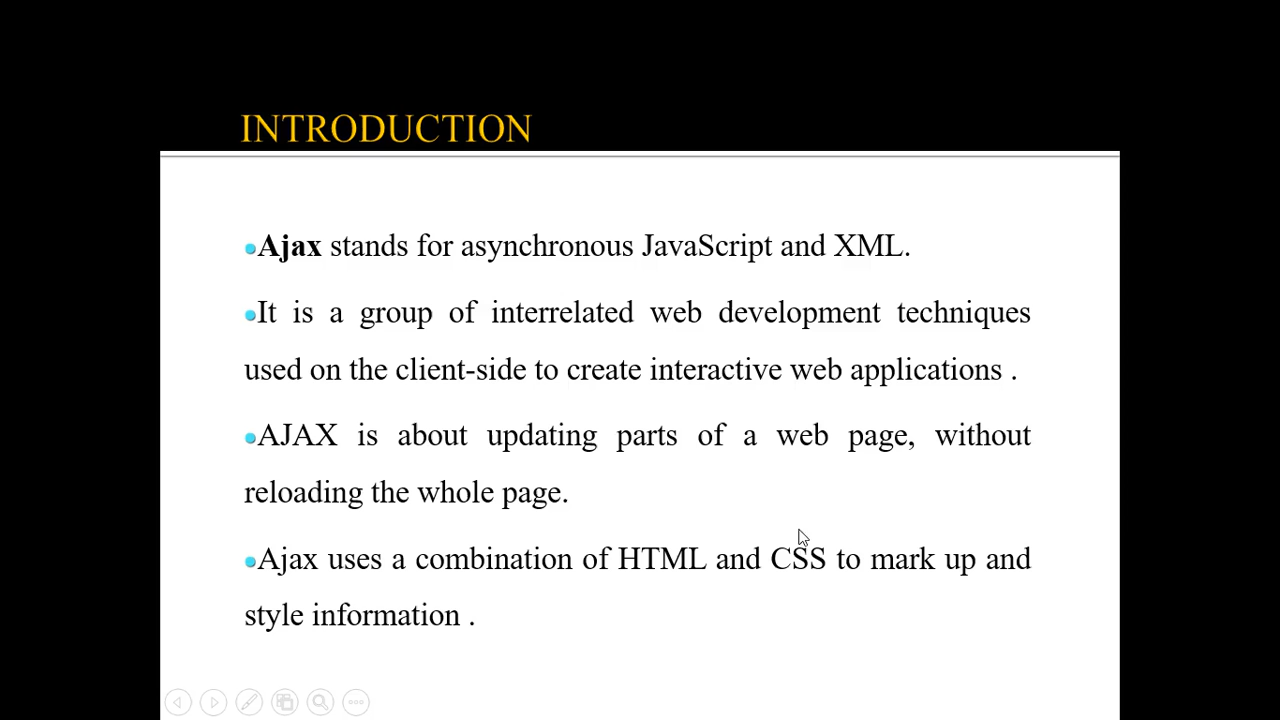 INTRODUCTION
•Ajax stands for asynchronous JavaScript and XML.
•It is a group of interrelated web development techniques
used on the client-side to create interactive web applications .
•AJAX is about updating parts of a web page, without
reloading the whole page.
•Ajax uses a combination of HTML and CSS to mark up and
style information .